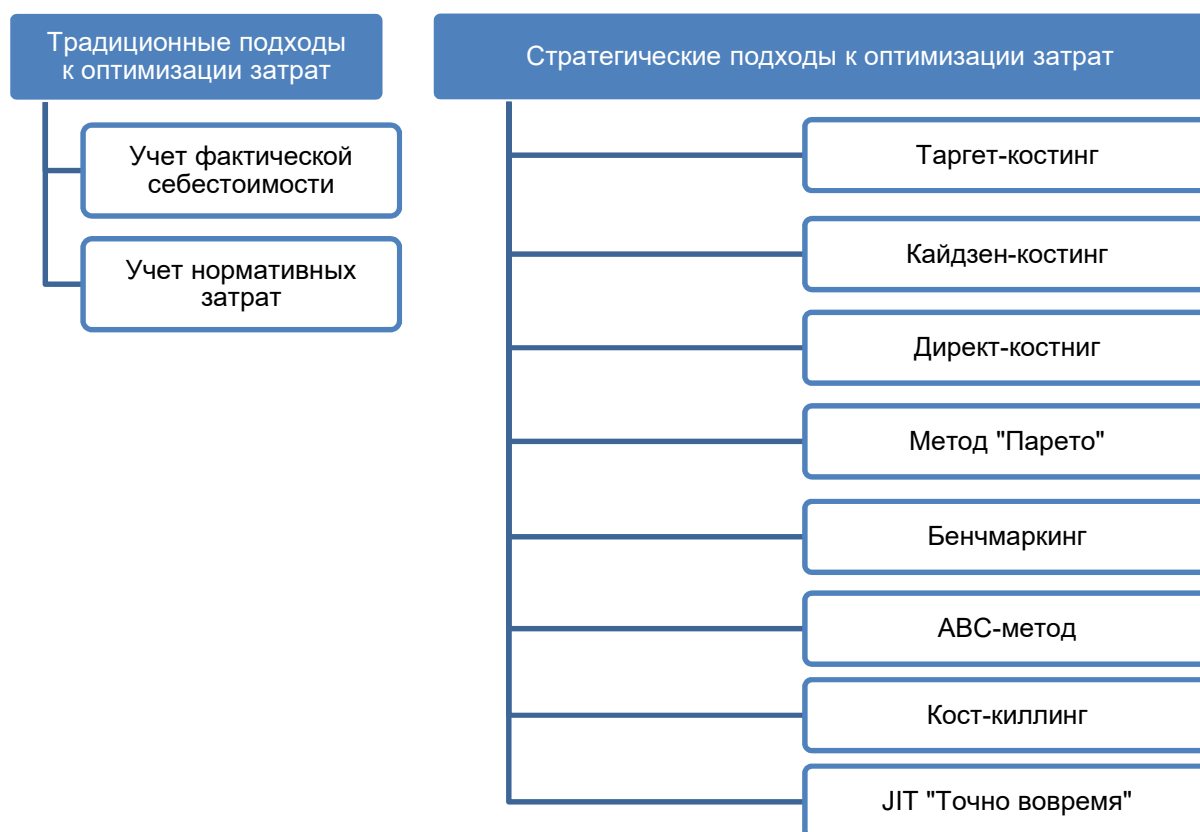 Традиционные подходы
к оптимизации затрат
Учет фактической
себестоимости
Учет нормативных
затрат
Стратегические подходы к оптимизации затрат
Таргет-костинг
Кайдзен-костинг
Директ-костниг
Метод "Парето"
Бенчмаркинг
АВС-метод
Кост-киллинг
JIT "Точно вовремя"